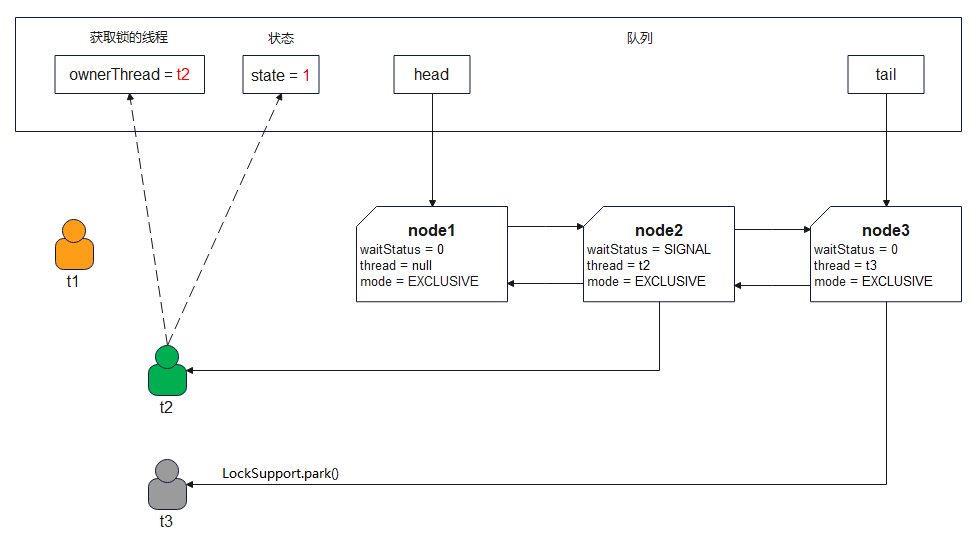 获取锁的线程
状态
队列
ownerThread = t2
state = 1
head
tail
node1
waitStatus = 0
thread = null
mode = EXCLUSIVE
node2
waitStatus = SIGNAL
thread = t2
mode = EXCLUSIVE
node3
waitStatus = 0
thread = t3
mode = EXCLUSIVE
t1
t2
LockSupport.park()
t3